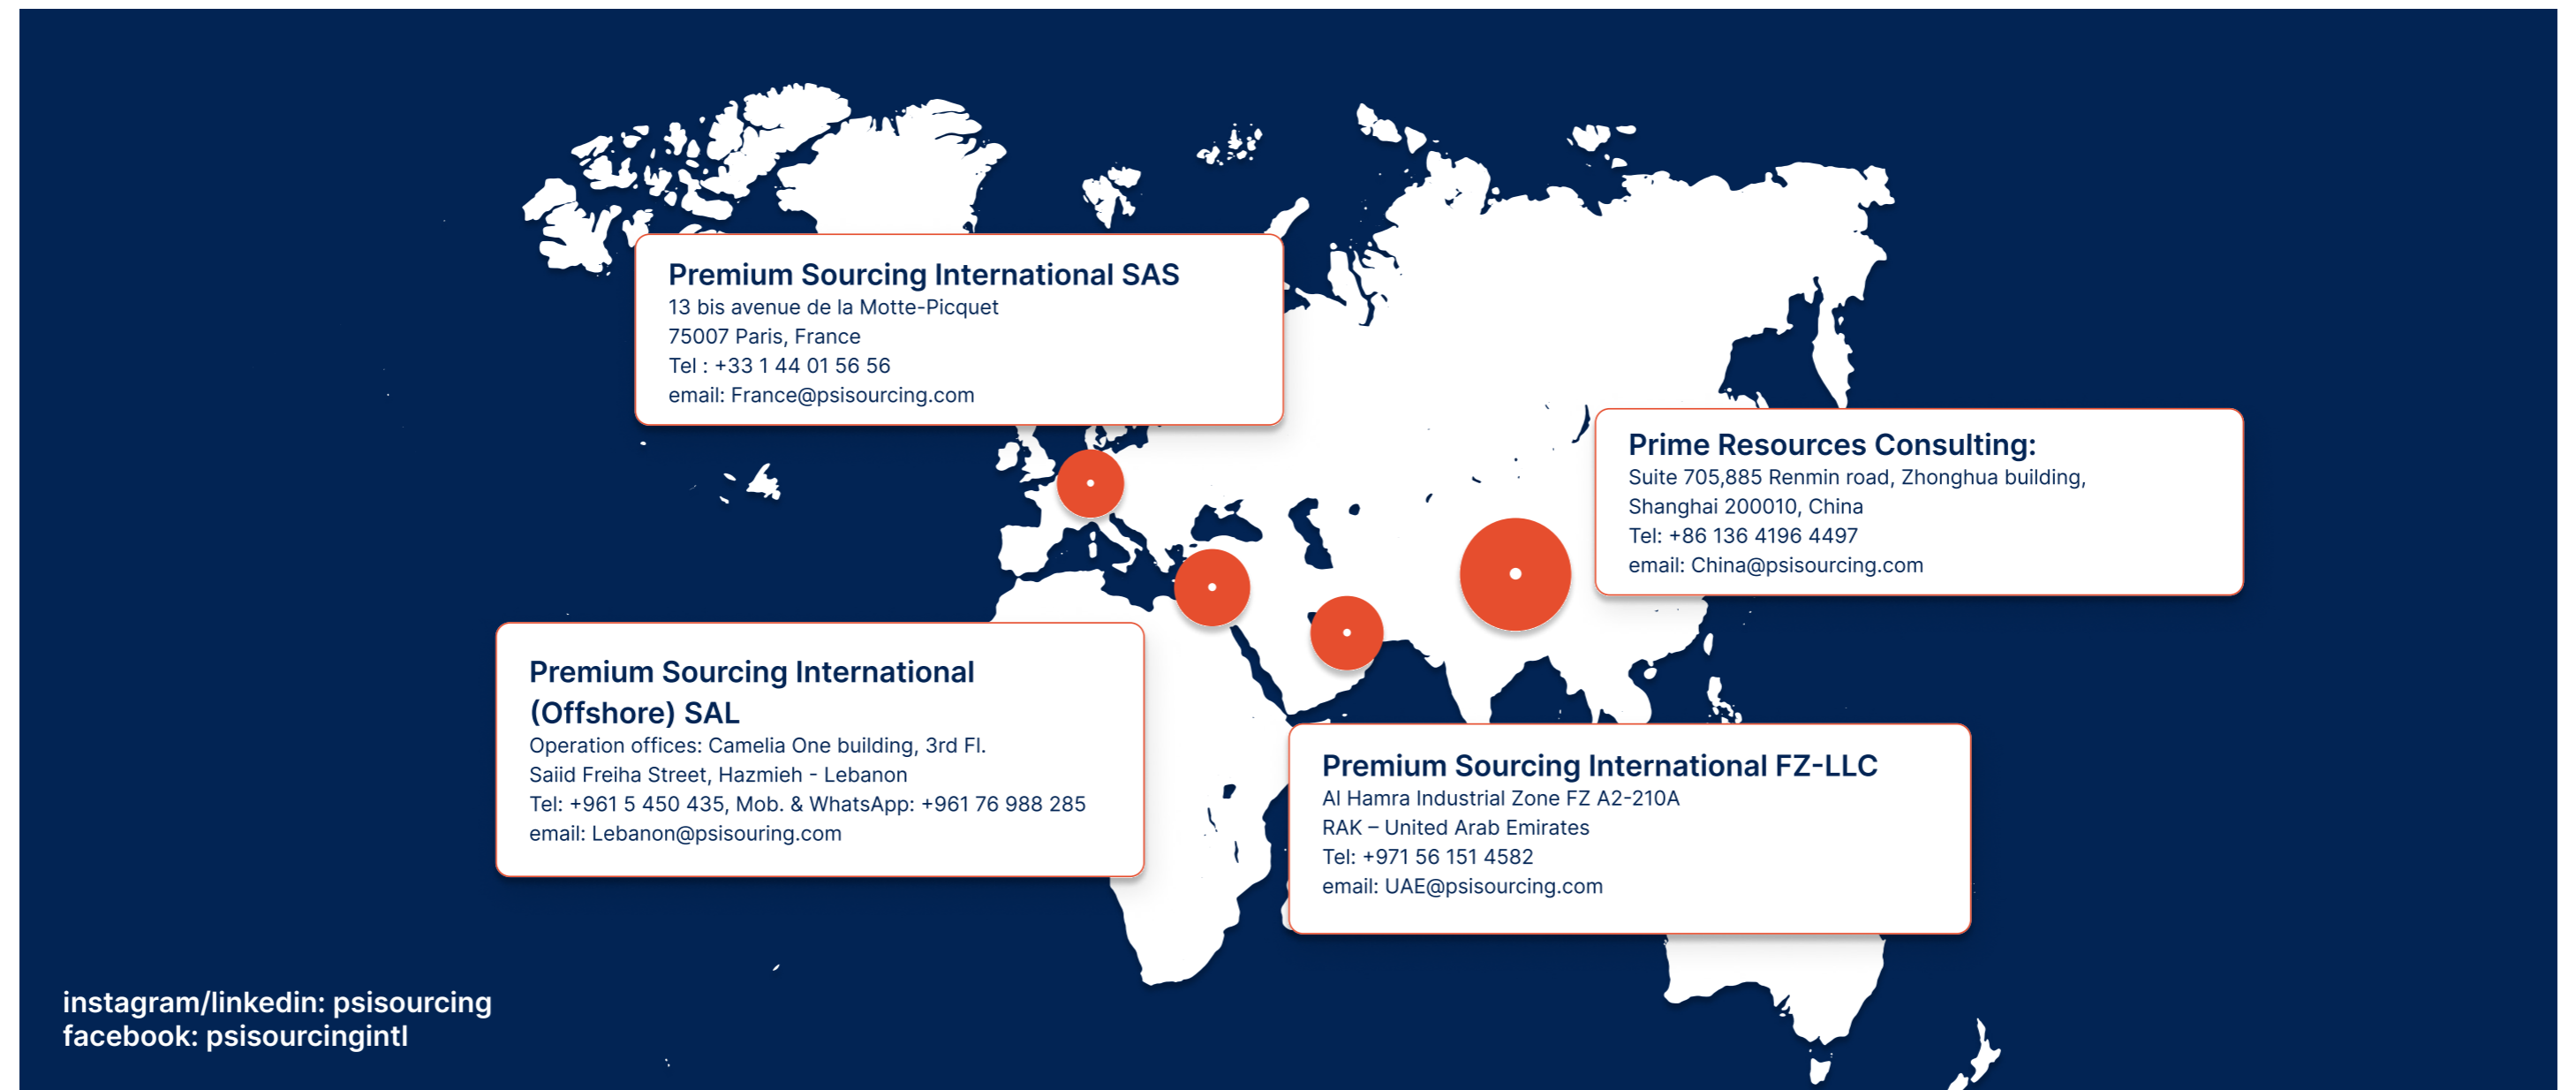 Premium Sourcing International SAS
13 bis avenue de la Motte-Picquet
75007 Paris, France
Tel : +33 1 44 01 56 56
email: France@psisourcing.com
Prime Resources Consulting:
Suite 705,885 Renmin road, Zhonghua building,
Shanghai 200010, China
Tel: +86 136 4196 4497
email: China@psisourcing.com
Premium Sourcing International
(Offshore) SAL
Operation offices: Camelia One building, 3rd Fl.
Saiid Freiha Street, Hazmieh - Lebanon
Tel: +961 5 450 435, Mob. & WhatsApp: +961 76 988 285
email: Lebanon@psisouring.com
Premium Sourcing International FZ-LLC
Al Hamra Industrial Zone FZ A2-210A
RAK – United Arab Emirates
Tel: +971 56 151 4582
email: UAE@psisourcing.com
instagram/linkedin: psisourcing
facebook: psisourcingintl